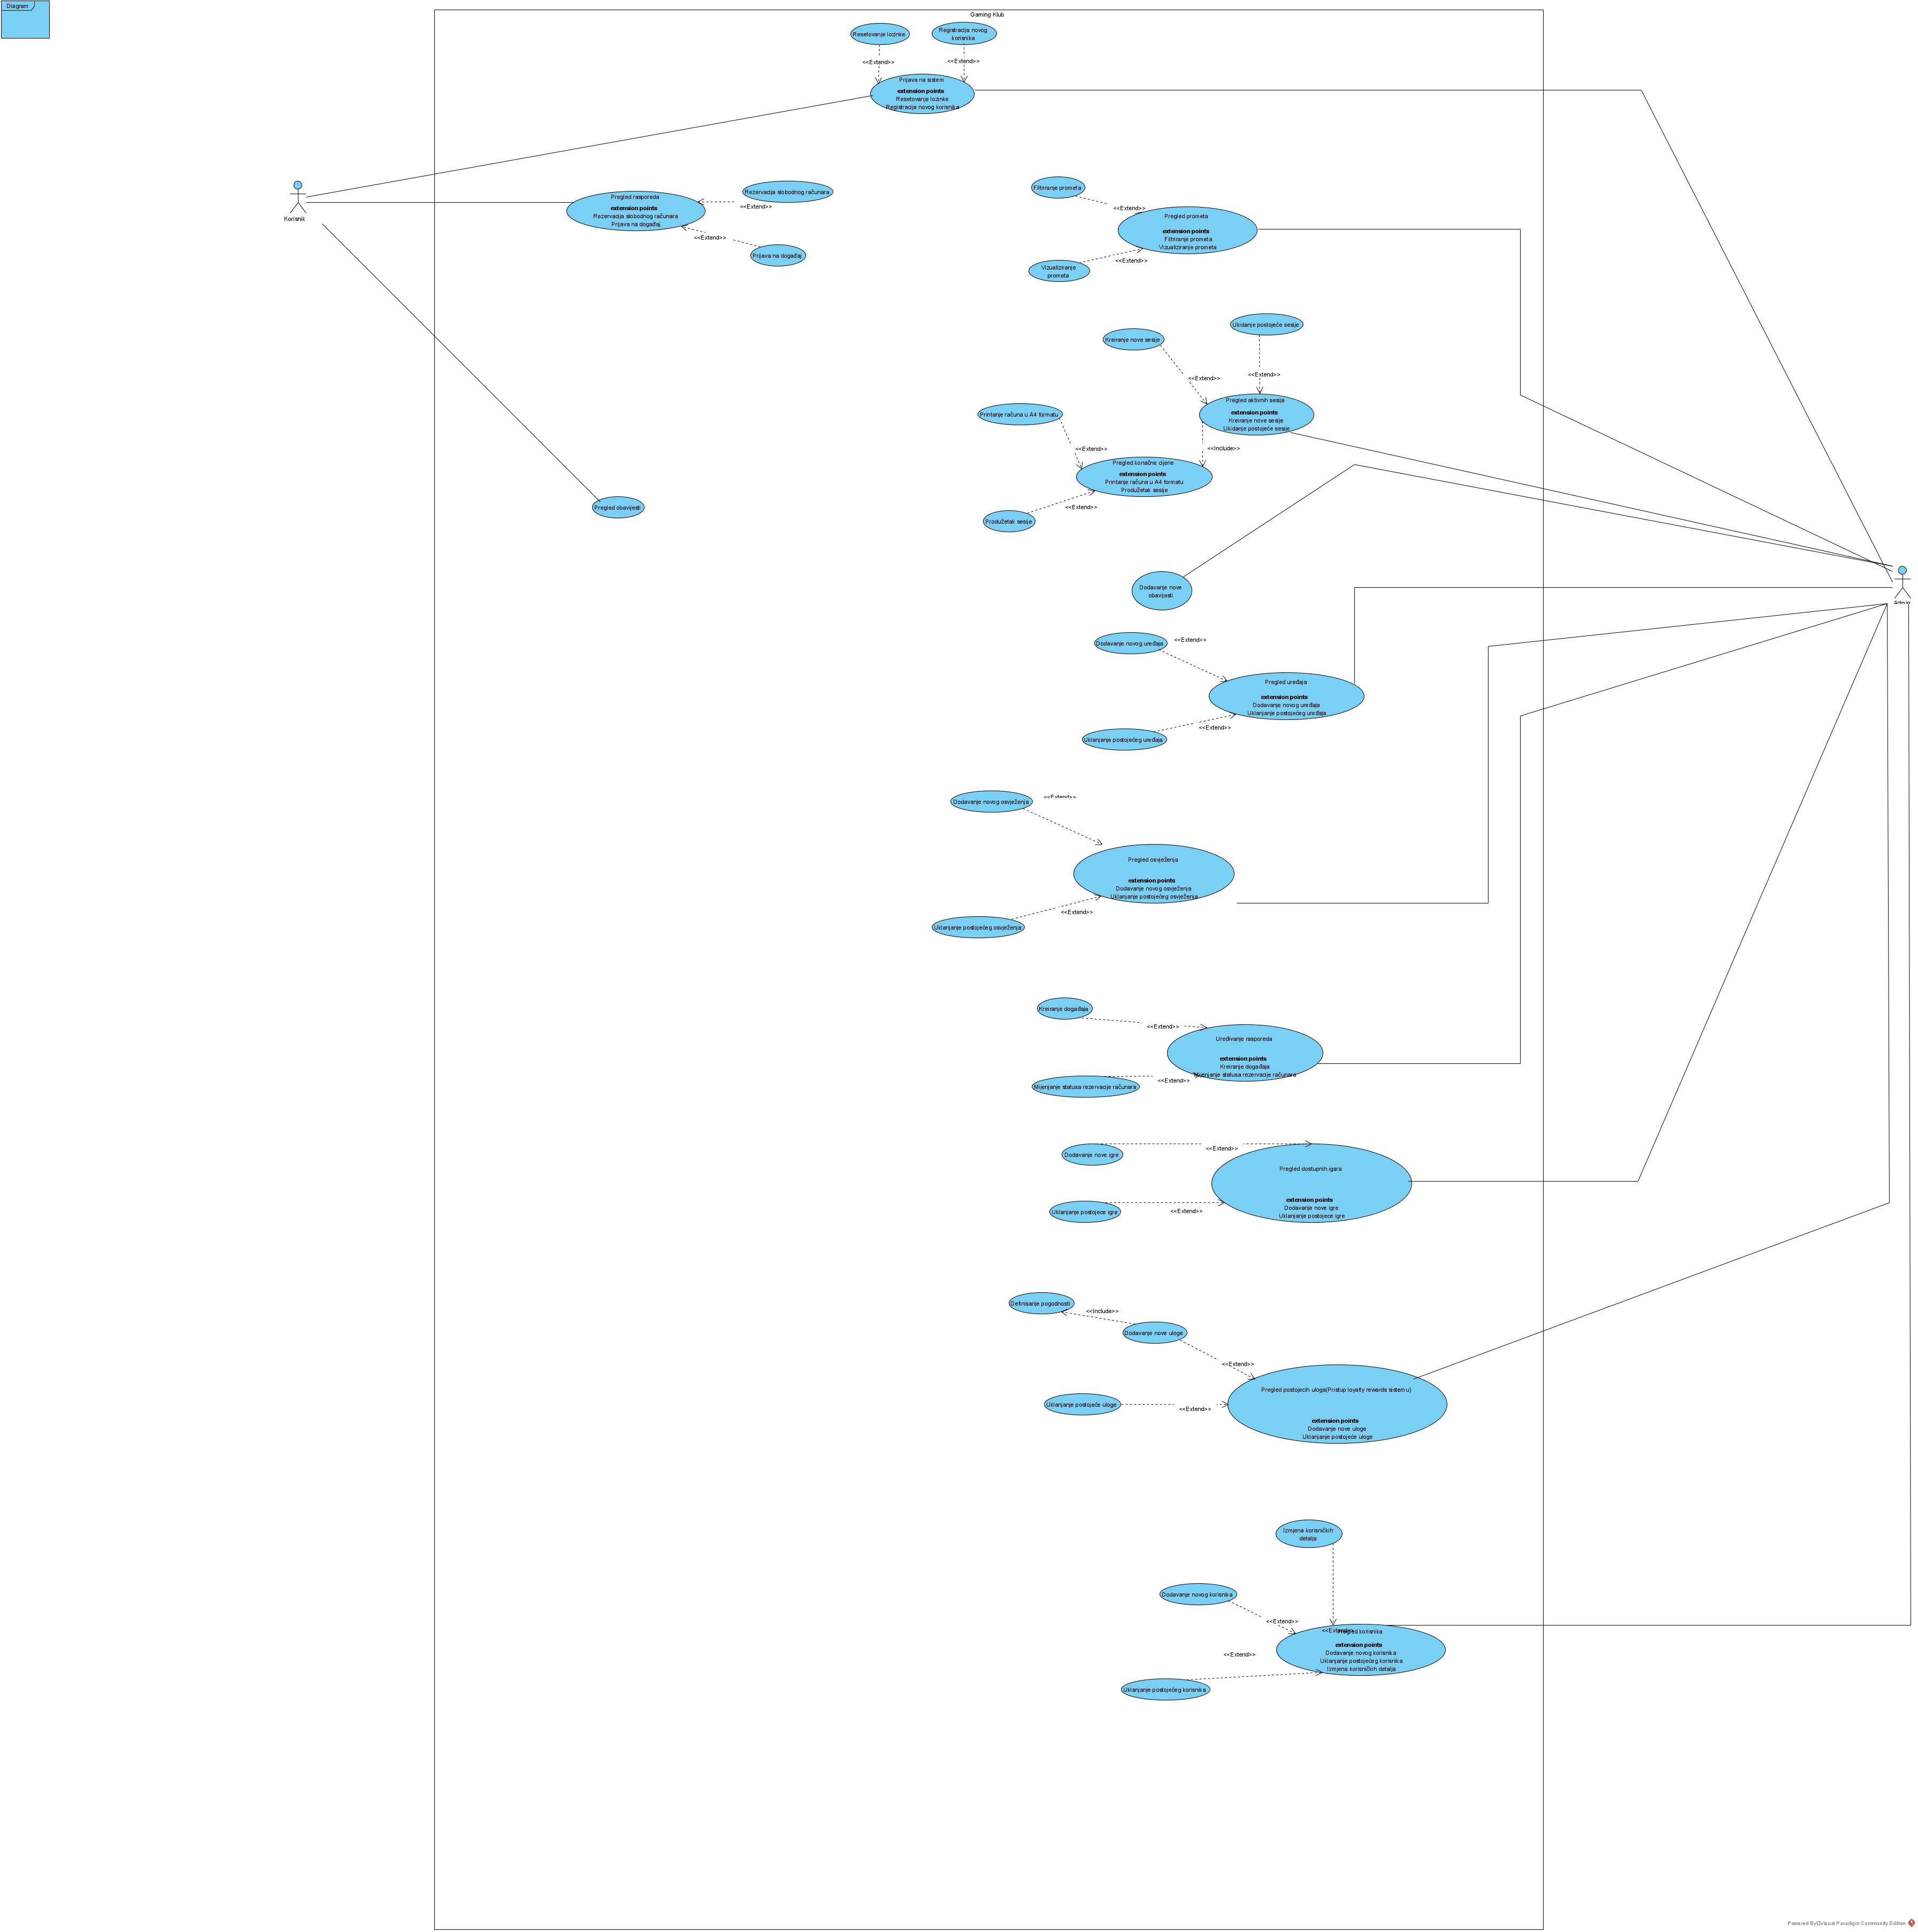 Diagram
Gaming Klub
Resetovanje lozinke
Registracija novog
korisnika
<<Extend>>
<<Extend>>
Prijava na sistem
extension points
Resetovanje lozinke
Registracija novog korisnika
Korisnik
Pregled rasporeda
extension points
Rezervacija slobodnog računara
Prijava na događaj
Rezervacija slobodnog računara
<<Extend>>
<<Extend>>
Prijava na događaj
Filtriranje prometa
<<Extend>>
Pregled prometa
extension points
Filtriranje prometa
Vizualiziranje prometa
<<Extend>>
Vizualiziranje
prometa
Ukidanje postojeće sesije
Kreiranje nove sesije
<<Extend>>
<<Extend>>
Pregled aktivnih sesija
extension points
Kreiranje nove sesije
Ukidanje postojeće sesije
Printanje računa u A4 formatu
<<Extend>>
<<Include>>
Pregled konačne cijene
extension points
Printanje računa u A4 formatu
Produžetak sesije
<<Extend>>
Produžetak sesije
Pregled obavijesti
Dodavanje nove
obavijesti
Admin
Dodavanje novog uređaja
<<Extend>>
Pregled uređaja
extension points
Dodavanje novog uređaja
Uklanjanje postojećeg uređaja
<<Extend>>
Uklanjanje postojećeg uređaja
Dodavanje novog osvježenja
<<Extend>>
Pregled osvježenja
extension points
Dodavanje novog osvježenja
Uklanjanje postojećeg osvježenja
<<Extend>>
Uklanjanje postojećeg osvježenja
Kreiranje događaja
<<Extend>>
Uređivanje rasporeda
extension points
Kreiranje događaja
Mijenjanje statusa rezervacije računara
<<Extend>>
Mijenjanje statusa rezervacije računara
Dodavanje nove igre
<<Extend>>
Pregled dostupnih igara
extension points
Dodavanje nove igre
Uklanjanje postojece igre
Uklanjanje postojece igre
<<Extend>>
Definisanje pogodnosti
<<Include>>
Dodavanje nove uloge
<<Extend>>
Pregled postojecih uloga(Pristup loyalty rewards sistemu)
extension points
Dodavanje nove uloge
Uklanjanje postojeće uloge
Uklanjanje postojeće uloge
<<Extend>>
Izmjena korisničkih
detalja
Dodavanje novog korisnika
<<Extend>>
<<Extend>>
Pregled korisnika
extension points
Dodavanje novog korisnika
Uklanjanje postojećeg korisnika
Izmjena korisničkih detalja
<<Extend>>
Uklanjanje postojećeg korisnika
Powered By Visual Paradigm Community Edition